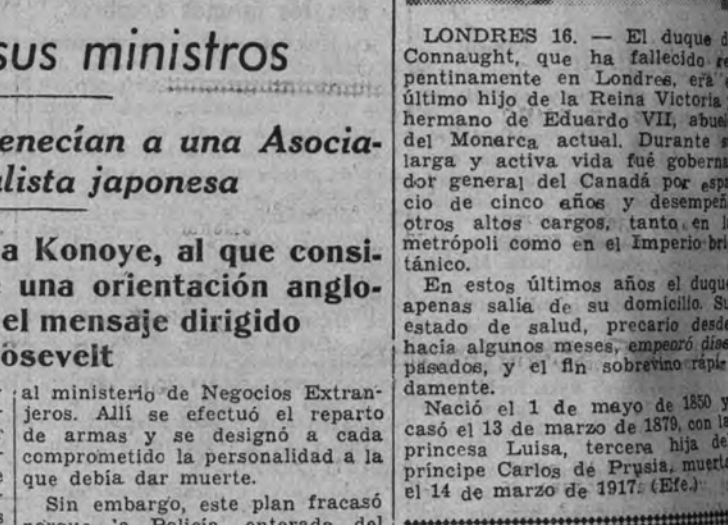 sus ministros
enecían a una Asocia-
lista japonesa
a Konoye, al que consi-
una orientación anglo-
el mensaje dirigido
ösevelt
al ministerio de Negocios Extran-
jeros. Allí se efectuó el reparto
de armas y se designó a cada
comprometido la personalidad a la
que debía dar muerte.
Sin embargo, este plan fracasó
porque la Policía, enterada del
LONDRES 16. — El duque d
Connaught, que ha fallecido re
pentinamente en Londres, era e
último hijo de la Reina Victoria
hermano de Eduardo VII, abue
del Monarca actual. Durante s
larga y activa vida fué goberna
dor general del Canadá por espa
cio de cinco años y desempeñ
otros altos cargos, tanto en l
metrópoli como en el Imperio bri
tánico.
En estos últimos años el duque
apenas salía de su domicilio. Su
estado de salud, precario desde
hacía algunos meses, empeoró días
pasados, y el fin sobrevino rápi-
damente.
Nació el 1 de mayo de 1850 y
casó el 13 de marzo de 1879, con la
princesa Luisa, tercera hija del
príncipe Carlos de Prusia, muerta
el 14 de marzo de 1917. (Efe.)